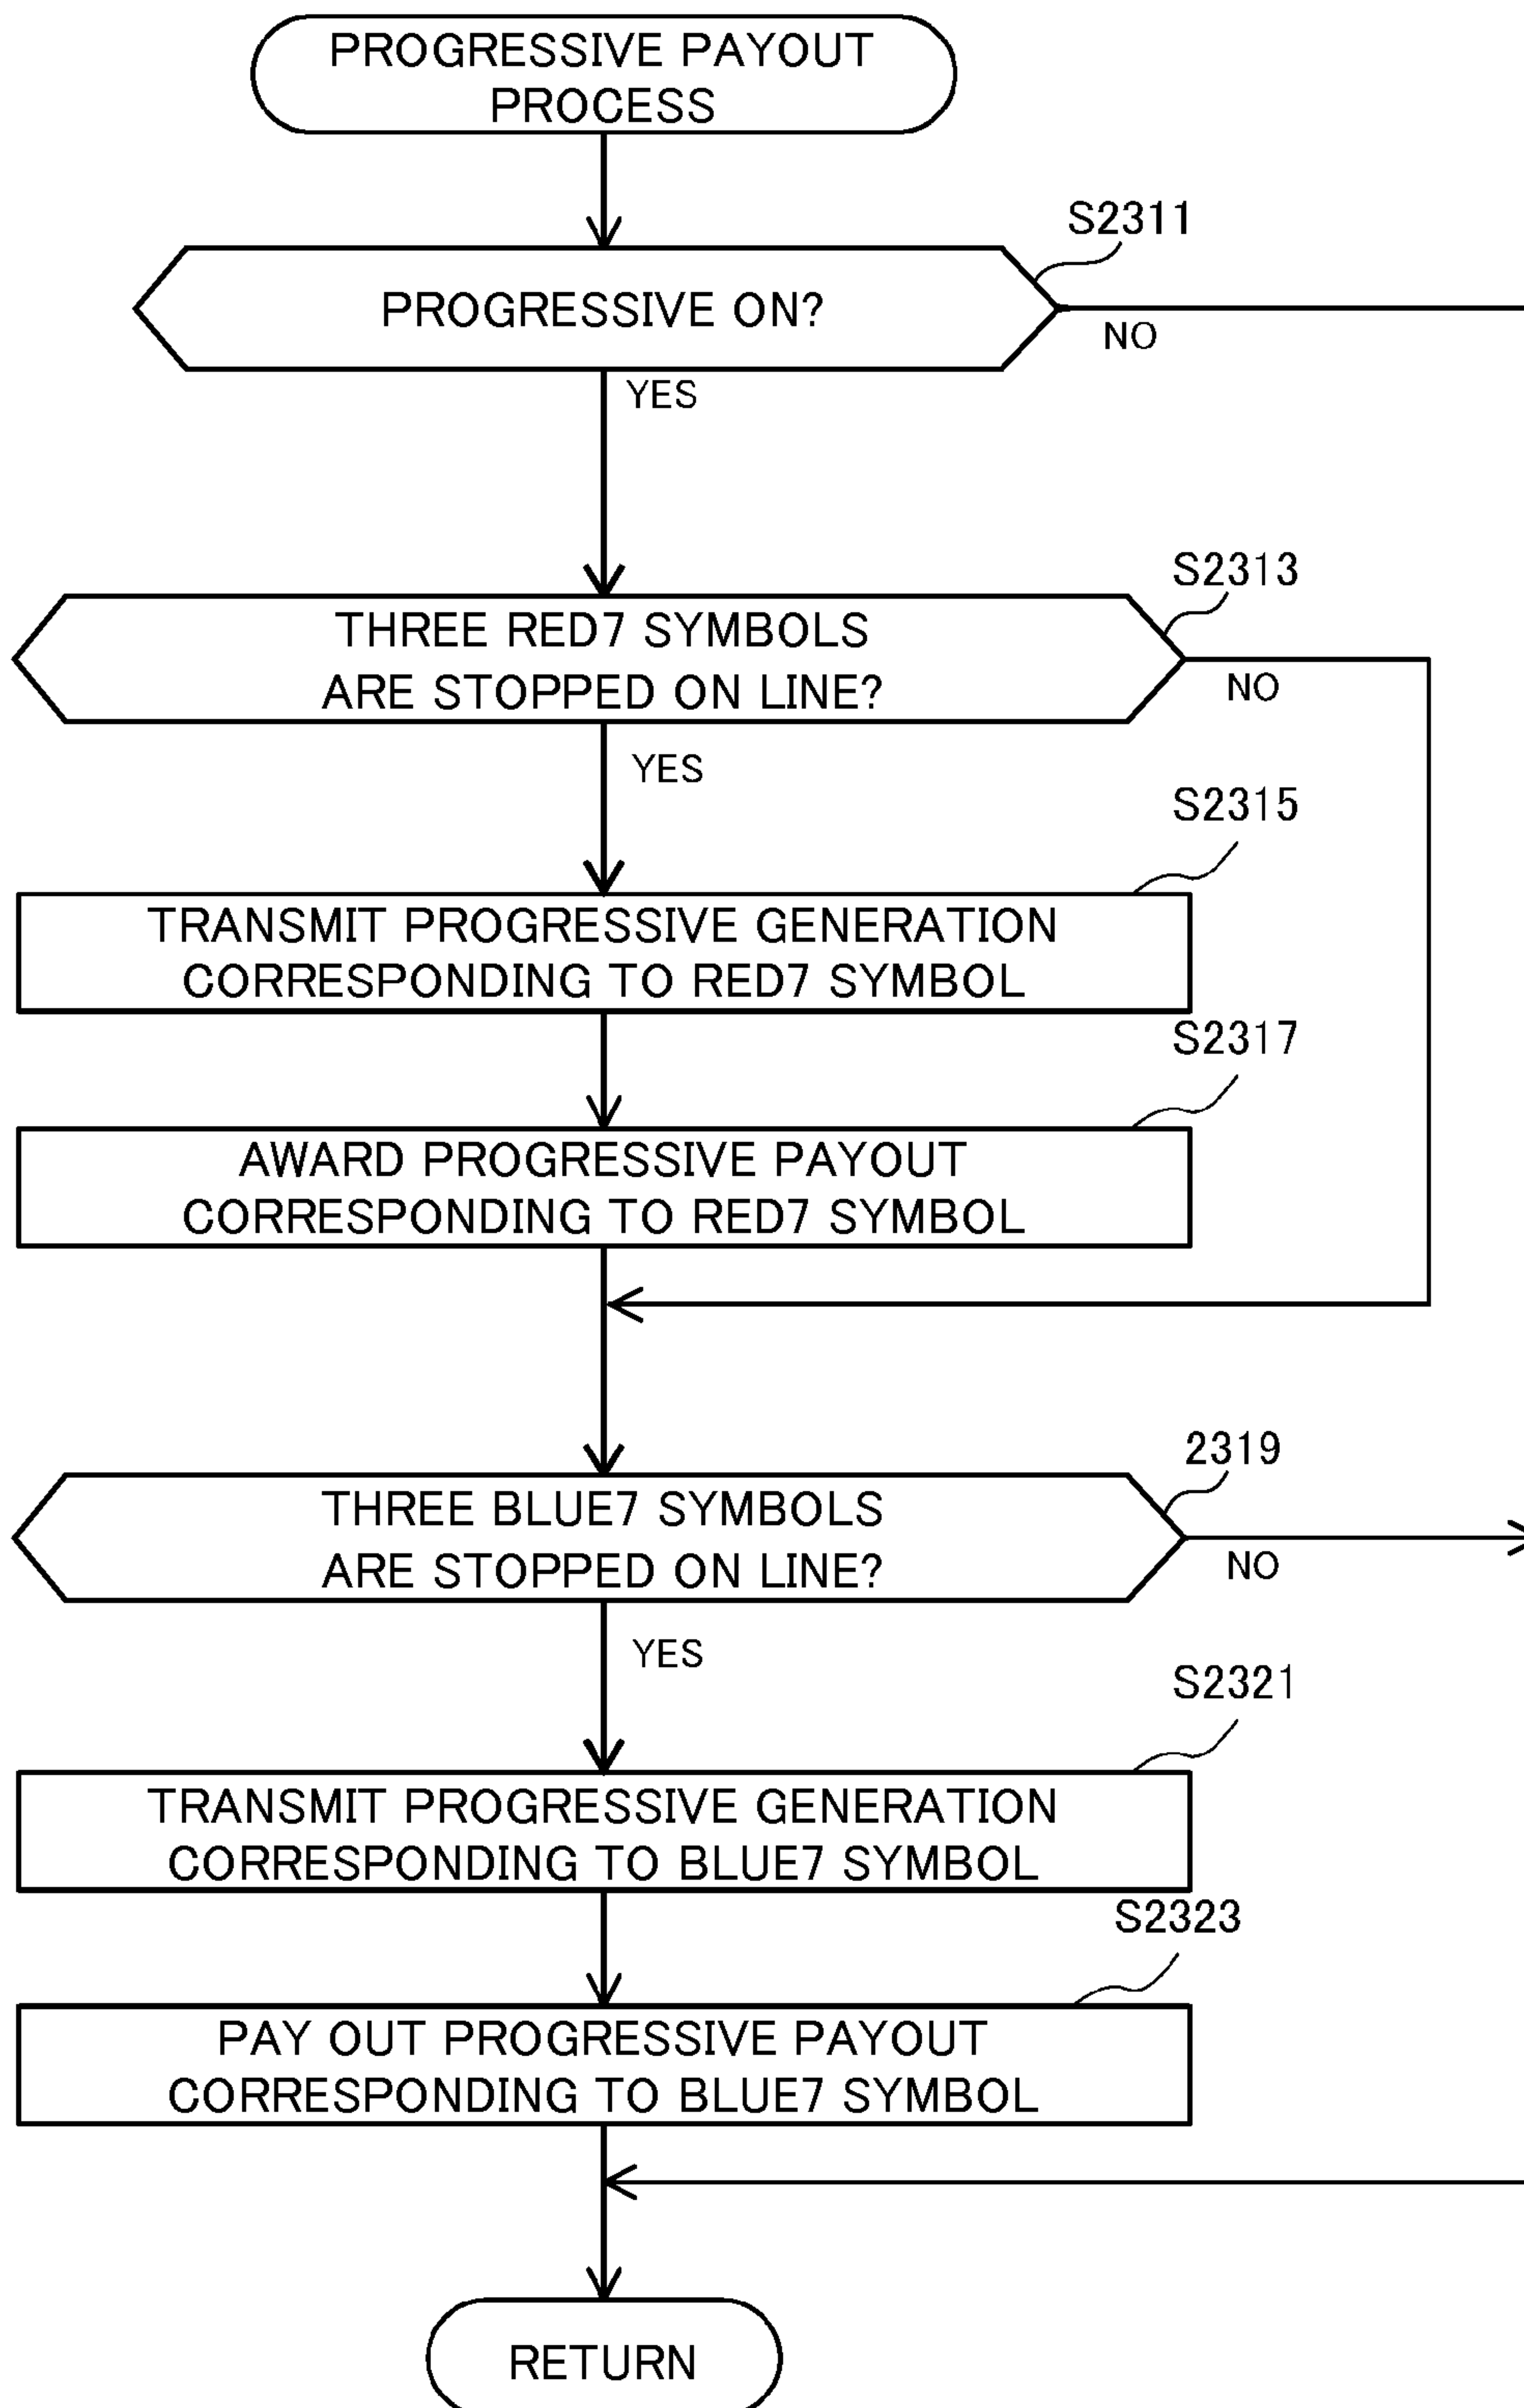 PROGRESSIVE PAYOUT
PROCESS
S2311
PROGRESSIVE ON?
NO
YES
S2313
THREE RED7 SYMBOLS
ARE STOPPED ON LINE?
NO
YES
S2315
TRANSMIT PROGRESSIVE GENERATION
CORRESPONDING TO RED7 SYMBOL
S2317
AWARD PROGRESSIVE PAYOUT
CORRESPONDING TO RED7 SYMBOL
2319
THREE BLUE7 SYMBOLS
ARE STOPPED ON LINE?
NO
YES
S2321
TRANSMIT PROGRESSIVE GENERATION
CORRESPONDING TO BLUE7 SYMBOL
S2323
PAY OUT PROGRESSIVE PAYOUT
CORRESPONDING TO BLUE7 SYMBOL
RETURN